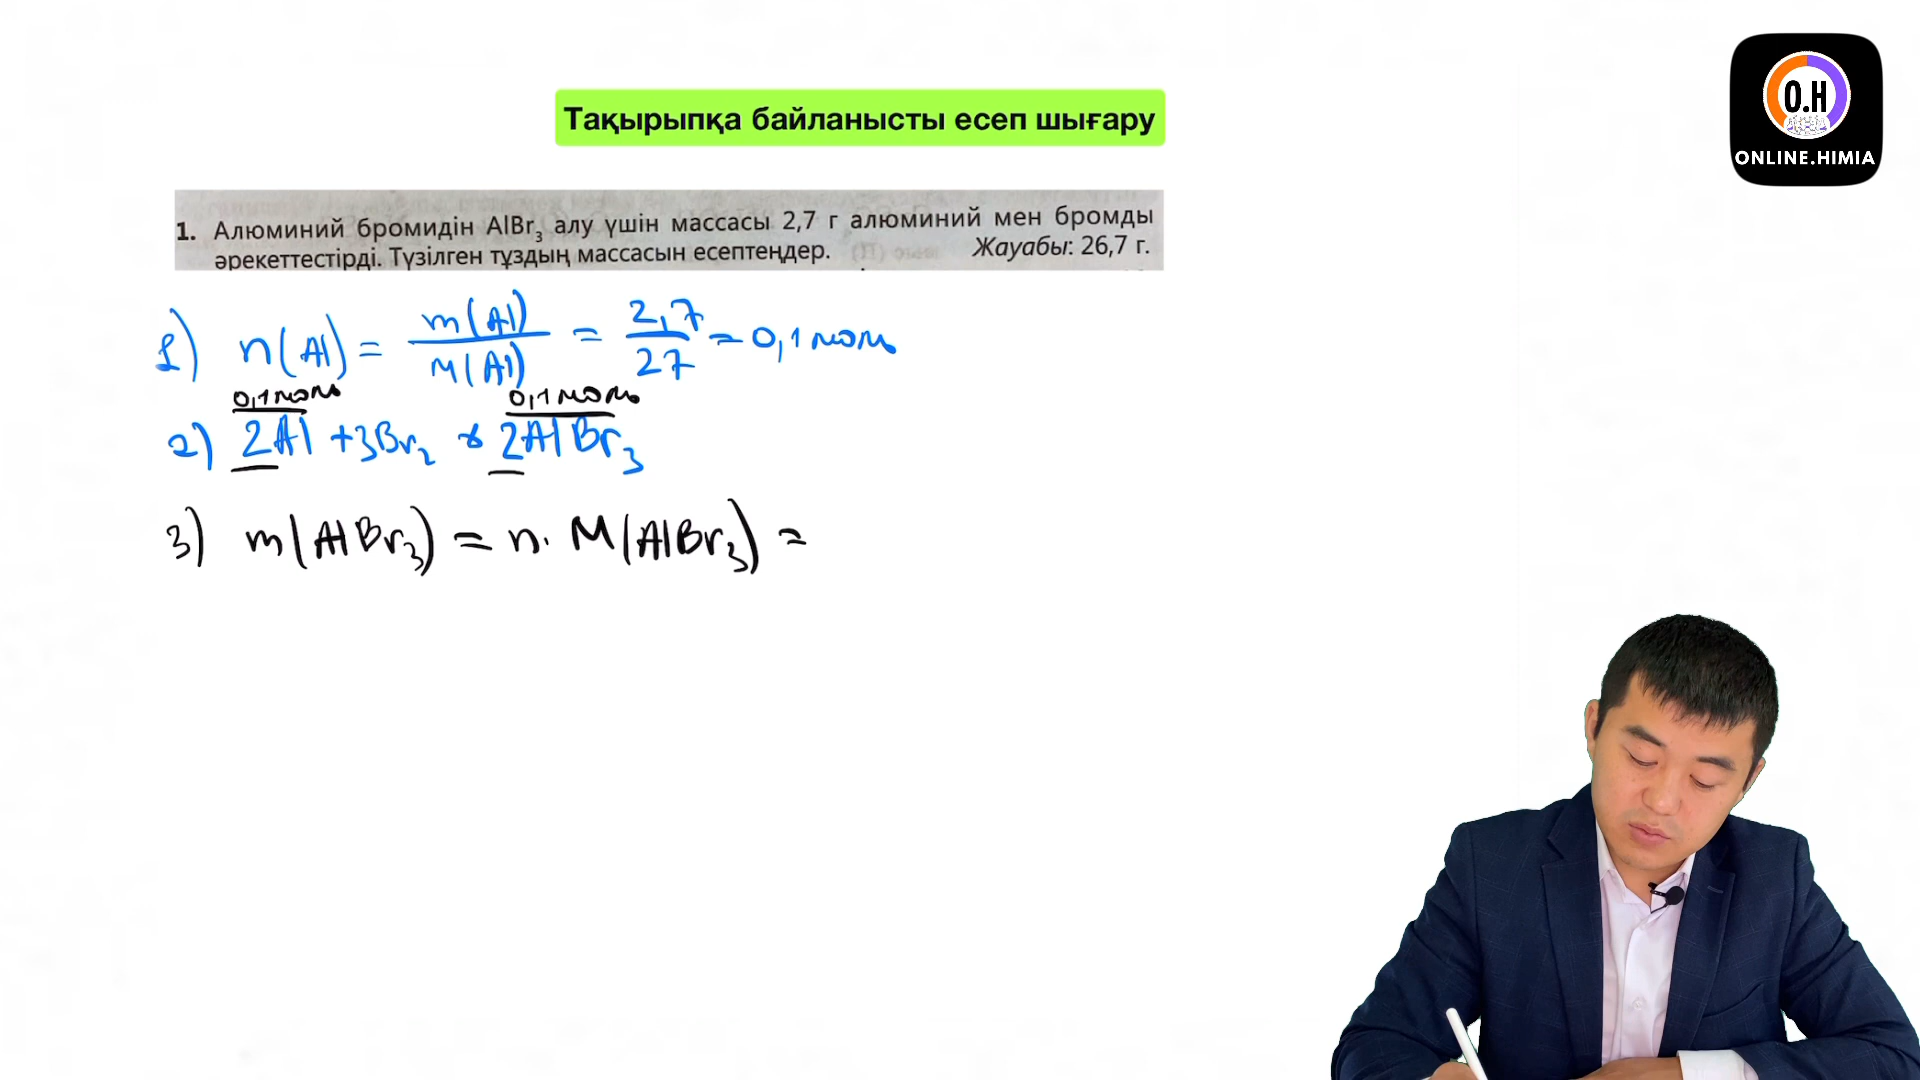 O.H
ONLINE.HIMIA
Тақырыпқа байланысты есеп шығару
1. Алюминий бромидін AlBr₃ алу үшін массасы 2,7 г алюминий мен бромды
әрекеттестірді. Түзілген тұздың массасын есептеңдер. Жауабы: 26,7 г.
1) n(Al) = m(Al) / M(Al) = 2,7 / 27 = 0,1 моль
0,1 моль 0,1 моль
2) 2Al + 3Br₂ → 2AlBr₃
3) m(AlBr₃) = n · M(AlBr₃) =